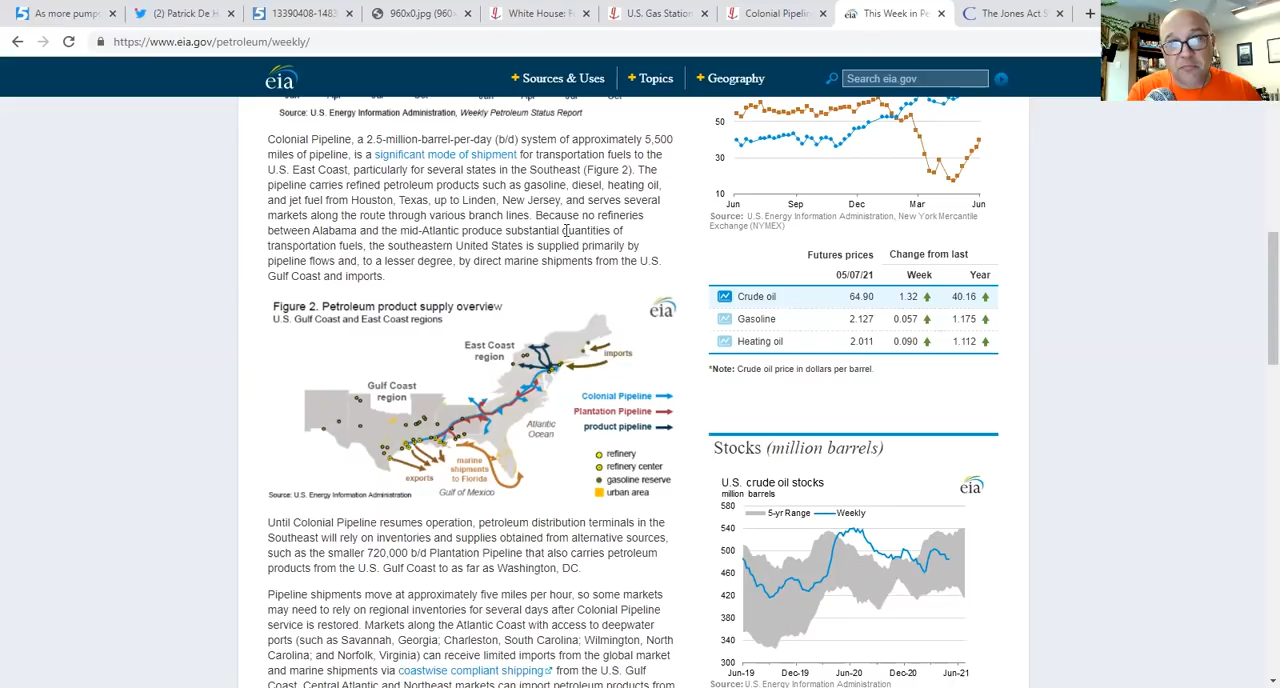 As more pump
(2) Patrick De H
13390408-1483
960x0.jpg (960×
White House: F
U.S. Gas Station
Colonial Pipelin
This Week in Pe
The Jones Act S
https://www.eia.gov/petroleum/weekly/
eia
Sources & Uses
Topics
Geography
Search eia.gov
Source: U.S. Energy Information Administration, Weekly Petroleum Status Report
Colonial Pipeline, a 2.5-million-barrel-per-day (b/d) system of approximately 5,500
miles of pipeline, is a significant mode of shipment for transportation fuels to the
U.S. East Coast, particularly for several states in the Southeast (Figure 2). The
pipeline carries refined petroleum products such as gasoline, diesel, heating oil,
and jet fuel from Houston, Texas, up to Linden, New Jersey, and serves several
markets along the route through various branch lines. Because no refineries
between Alabama and the mid-Atlantic produce substantial quantities of
transportation fuels, the southeastern United States is supplied primarily by
pipeline flows and, to a lesser degree, by direct marine shipments from the U.S.
Gulf Coast and imports.
Figure 2. Petroleum product supply overview
U.S. Gulf Coast and East Coast regions
eia
East Coast
region
imports
Gulf Coast
region
Colonial Pipeline
Plantation Pipeline
product pipeline
Atlantic
Ocean
refinery
refinery center
gasoline reserve
urban area
marine
shipments
to Florida
exports
Gulf of Mexico
Source: U.S. Energy Information Administration
Until Colonial Pipeline resumes operation, petroleum distribution terminals in the
Southeast will rely on inventories and supplies obtained from alternative sources,
such as the smaller 720,000 b/d Plantation Pipeline that also carries petroleum
products from the U.S. Gulf Coast to as far as Washington, DC.
Pipeline shipments move at approximately five miles per hour, so some markets
may need to rely on regional inventories for several days after Colonial Pipeline
service is restored. Markets along the Atlantic Coast with access to deepwater
ports (such as Savannah, Georgia; Charleston, South Carolina; Wilmington, North
Carolina; and Norfolk, Virginia) can receive limited imports from the global market
and marine shipments via coastwise compliant shipping from the U.S. Gulf
Coast. Central Atlantic and Northeast markets can import petroleum products from
50
30
10
Jun Sep Dec Mar Jun
Source: U.S. Energy Information Administration, New York Mercantile
Exchange (NYMEX)
Futures prices Change from last
05/07/21 Week Year
Crude oil 64.90 1.32 40.16
Gasoline 2.127 0.057 1.175
Heating oil 2.011 0.090 1.112
*Note: Crude oil price in dollars per barrel.
Stocks (million barrels)
U.S. crude oil stocks
million barrels
eia
5-yr Range Weekly
580
540
500
460
420
380
340
300
Jun-19 Dec-19 Jun-20 Dec-20 Jun-21
Source: U.S. Energy Information Administration